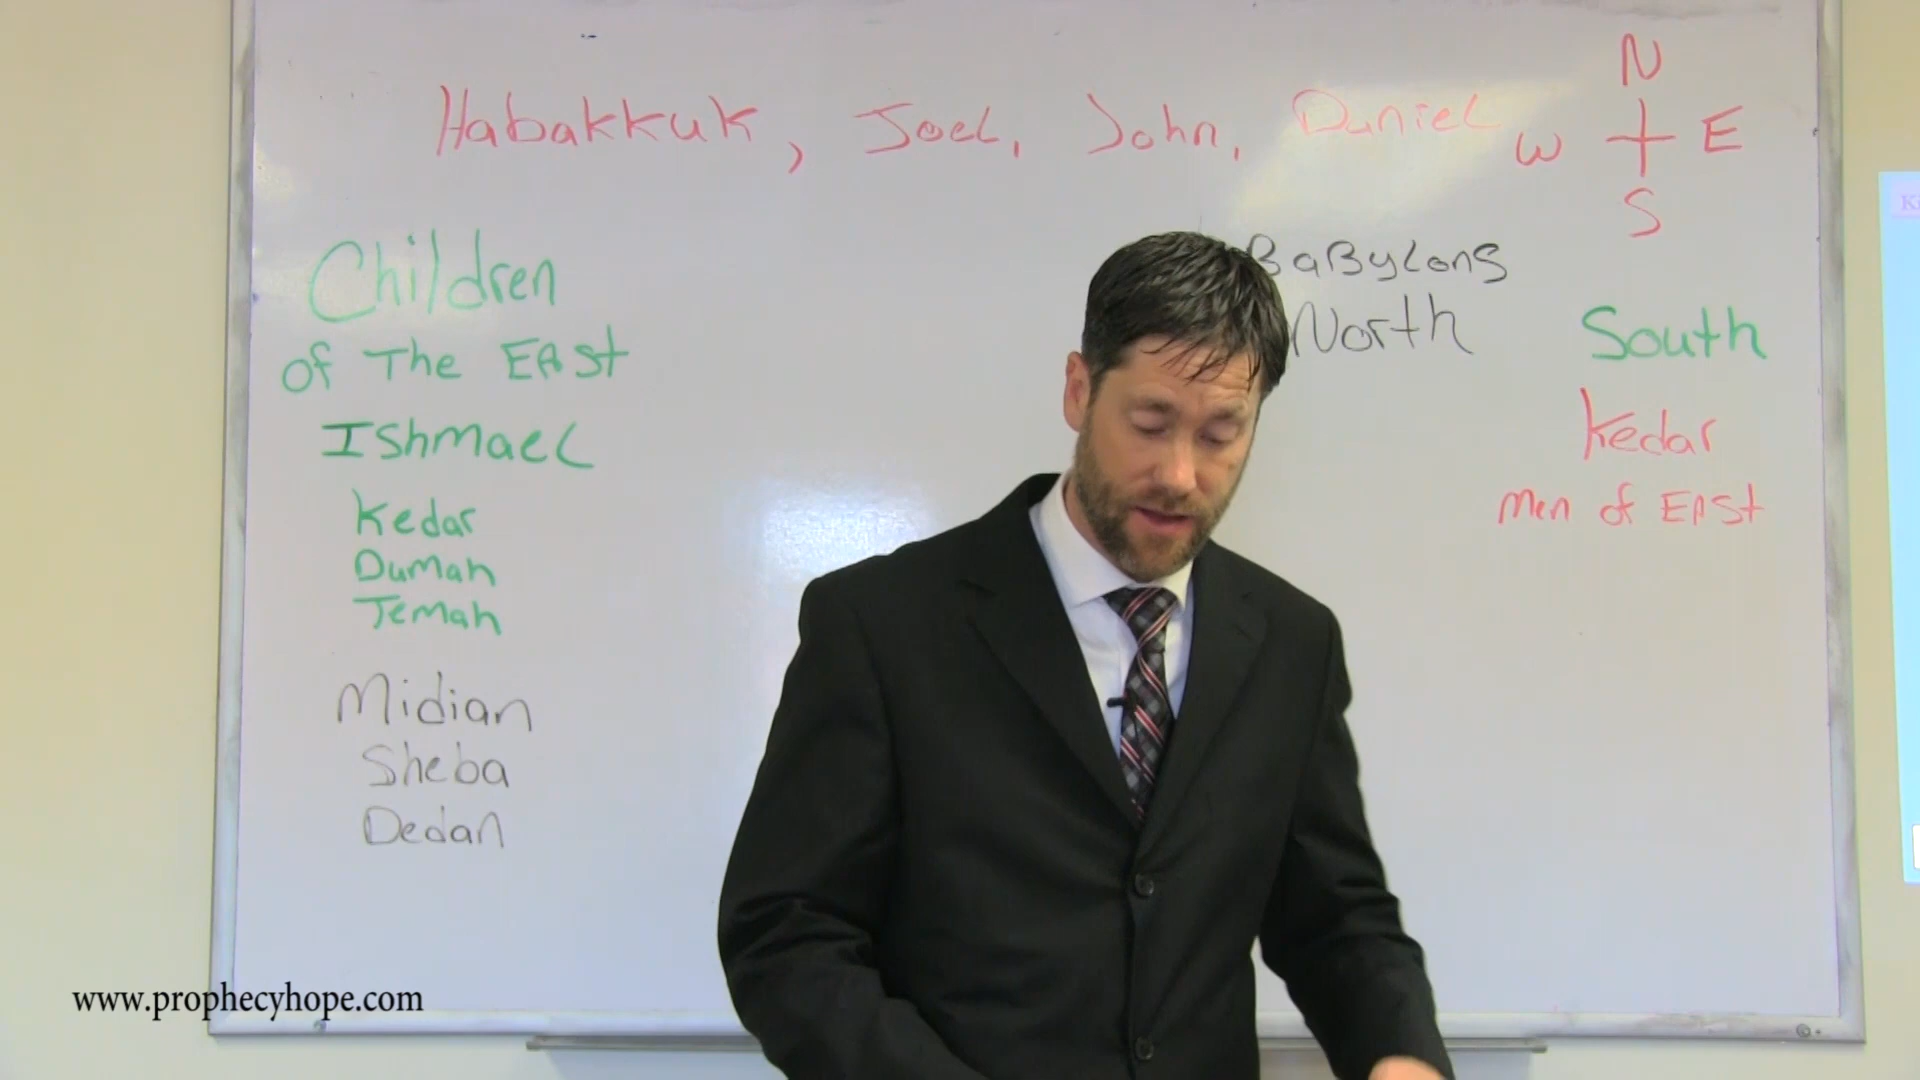 Habakkuk, Joel, John, Daniel
N
W E
S
Children
of The EAst
IShmael
Kedar
Dumah
Temah
Midian
Sheba
Dedan
BaBylons
North
South
Kedar
Men of EASt
www.prophecyhope.com